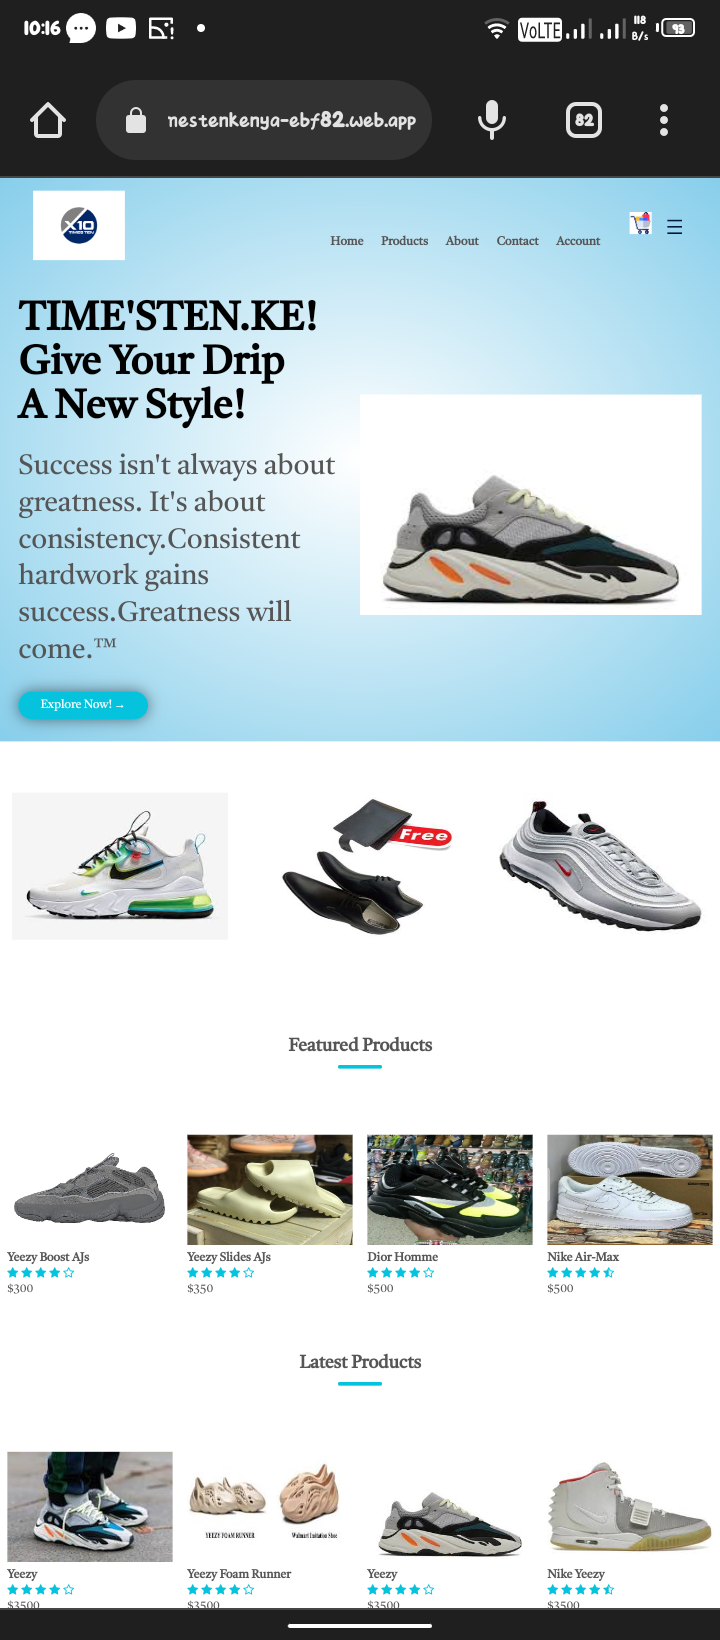 10:16
VoLTE
118
B/s
93
nestenkenya-ebf82.web.app
82
X10
TIMES TEN
Home Products About Contact Account
TIME'STEN.KE!
Give Your Drip
A New Style!
Success isn't always about
greatness. It's about
consistency.Consistent
hardwork gains
success.Greatness will
come.™
Explore Now! →
Free
Featured Products
Yeezy Boost AJs
$300
Yeezy Slides AJs
$350
Dior Homme
$500
Nike Air-Max
$500
Latest Products
YEEZY FOAM RUNNER
Walmart Imitation Shoe
Yeezy
$3500
Yeezy Foam Runner
$3500
Yeezy
$3500
Nike Yeezy
$3500